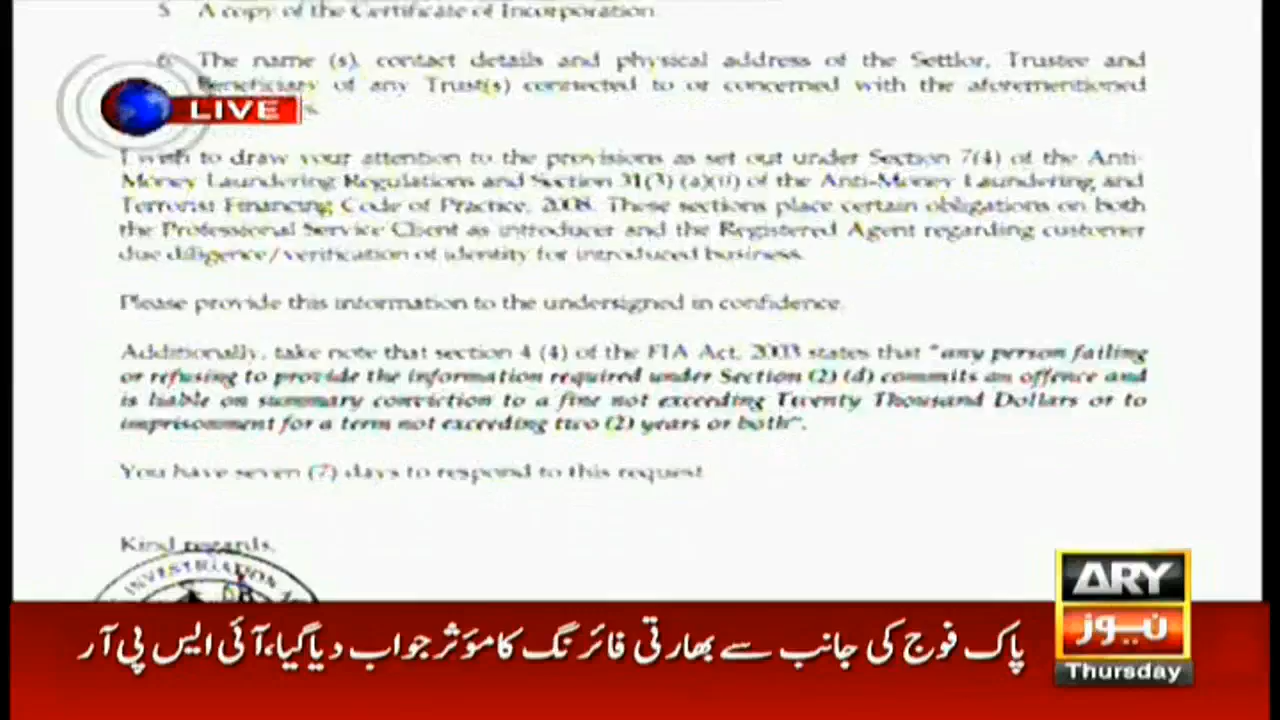 5. A copy of the Certificate of Incorporation.
6. The name (s), contact details and physical address of the Settlor, Trustee and
Beneficiary of any Trust(s) connected to or concerned with the aforementioned
LIVE
I wish to draw your attention to the provisions as set out under Section 7(4) of the Anti-
Money Laundering Regulations and Section 31(3) (a)(ii) of the Anti-Money Laundering and
Terrorist Financing Code of Practice, 2008. These sections place certain obligations on both
the Professional Service Client as introducer and the Registered Agent regarding customer
due diligence/verification of identity for introduced business.
Please provide this information to the undersigned in confidence.
Additionally, take note that section 4 (4) of the FIA Act, 2003 states that "any person failing
or refusing to provide the information required under Section (2) (d) commits an offence and
is liable on summary conviction to a fine not exceeding Twenty Thousand Dollars or to
imprisonment for a term not exceeding two (2) years or both".
You have seven (7) days to respond to this request.
Kind regards,
INVESTIGATION
ARY
نیوز
Thursday
پاک فوج کی جانب سے بھارتی فائرنگ کا مؤثر جواب دیا گیا، آئی ایس پی آر